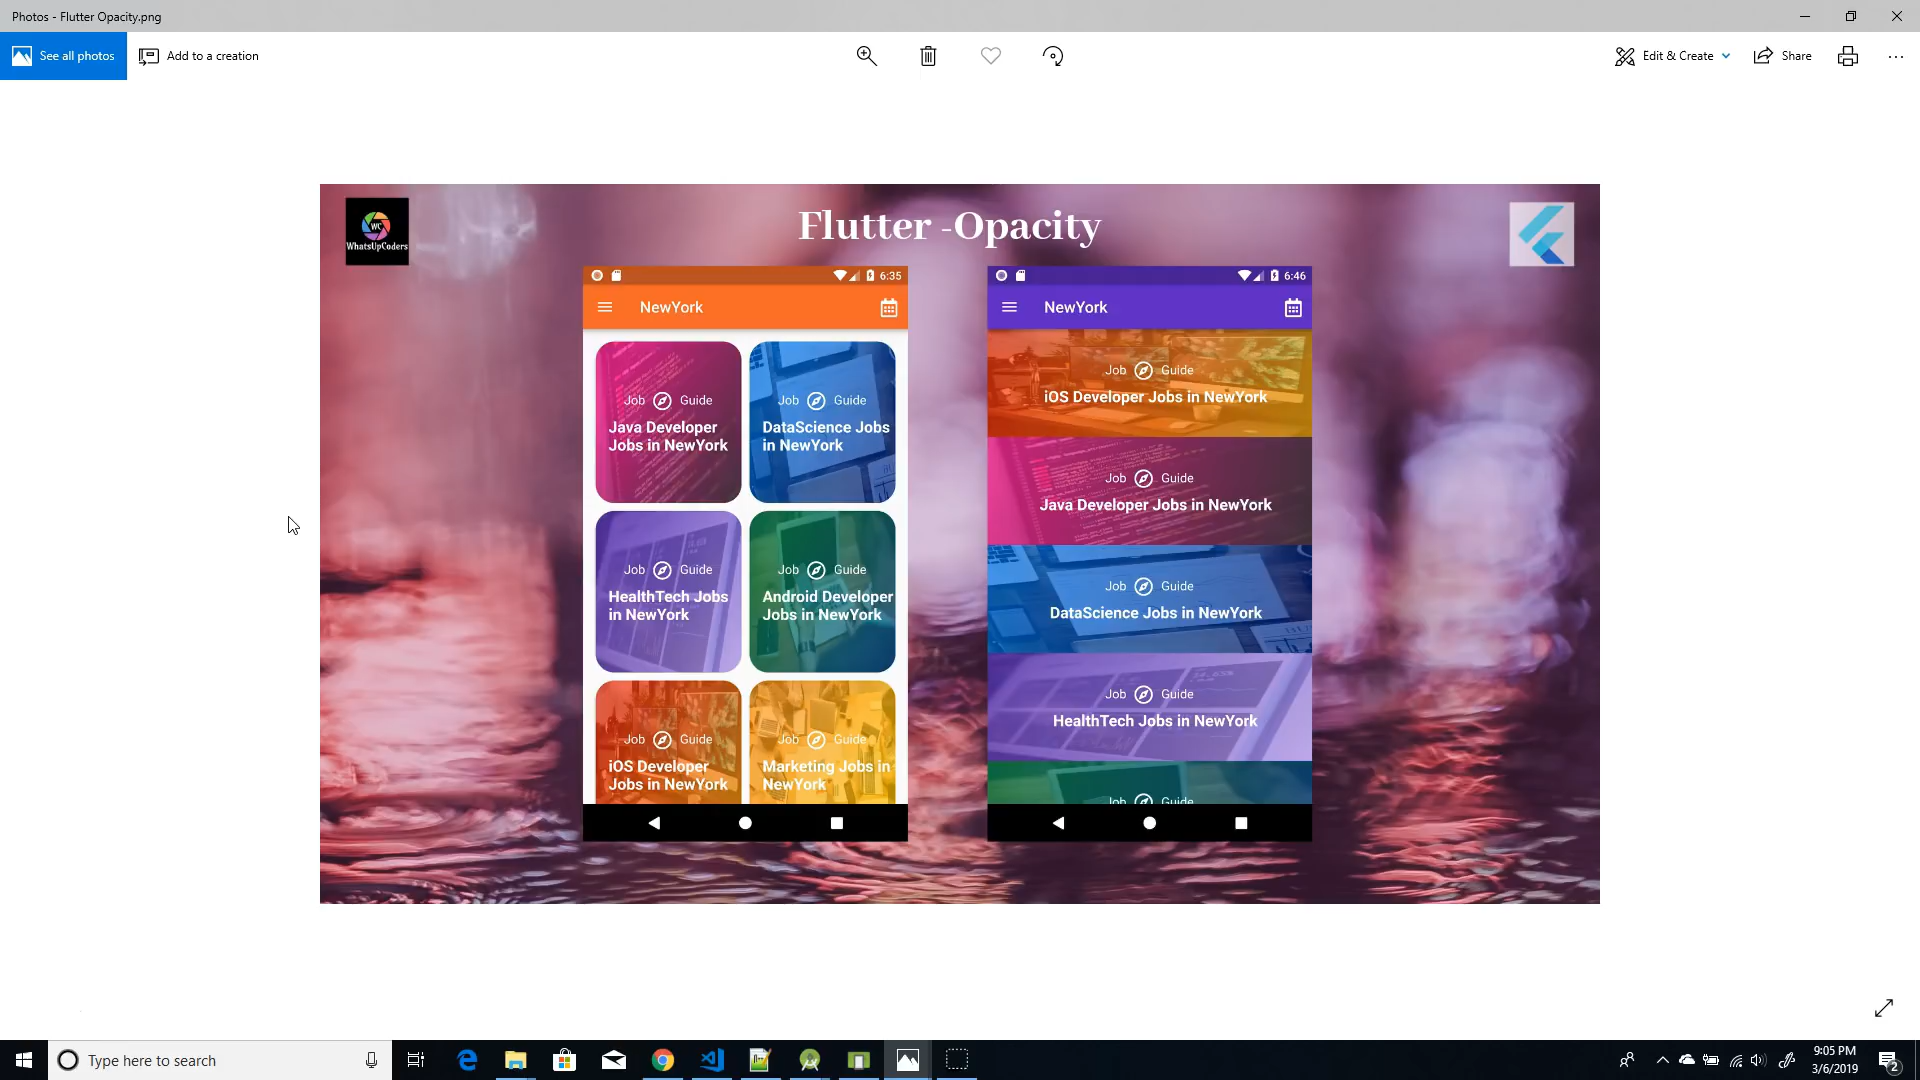 Photos - Flutter Opacity.png
See all photos
Add to a creation
Edit & Create
Share
WC
WhatsUpCoders
Flutter -Opacity
6:35
NewYork
Job Guide
Java Developer
Jobs in NewYork
Job Guide
DataScience Jobs
in NewYork
Job Guide
HealthTech Jobs
in NewYork
Job Guide
Android Developer
Jobs in NewYork
Job Guide
iOS Developer
Jobs in NewYork
Job Guide
Marketing Jobs in
NewYork
6:46
NewYork
Job Guide
iOS Developer Jobs in NewYork
Job Guide
Java Developer Jobs in NewYork
Job Guide
DataScience Jobs in NewYork
Job Guide
HealthTech Jobs in NewYork
Job Guide
Type here to search
9:05 PM
3/6/2019
2